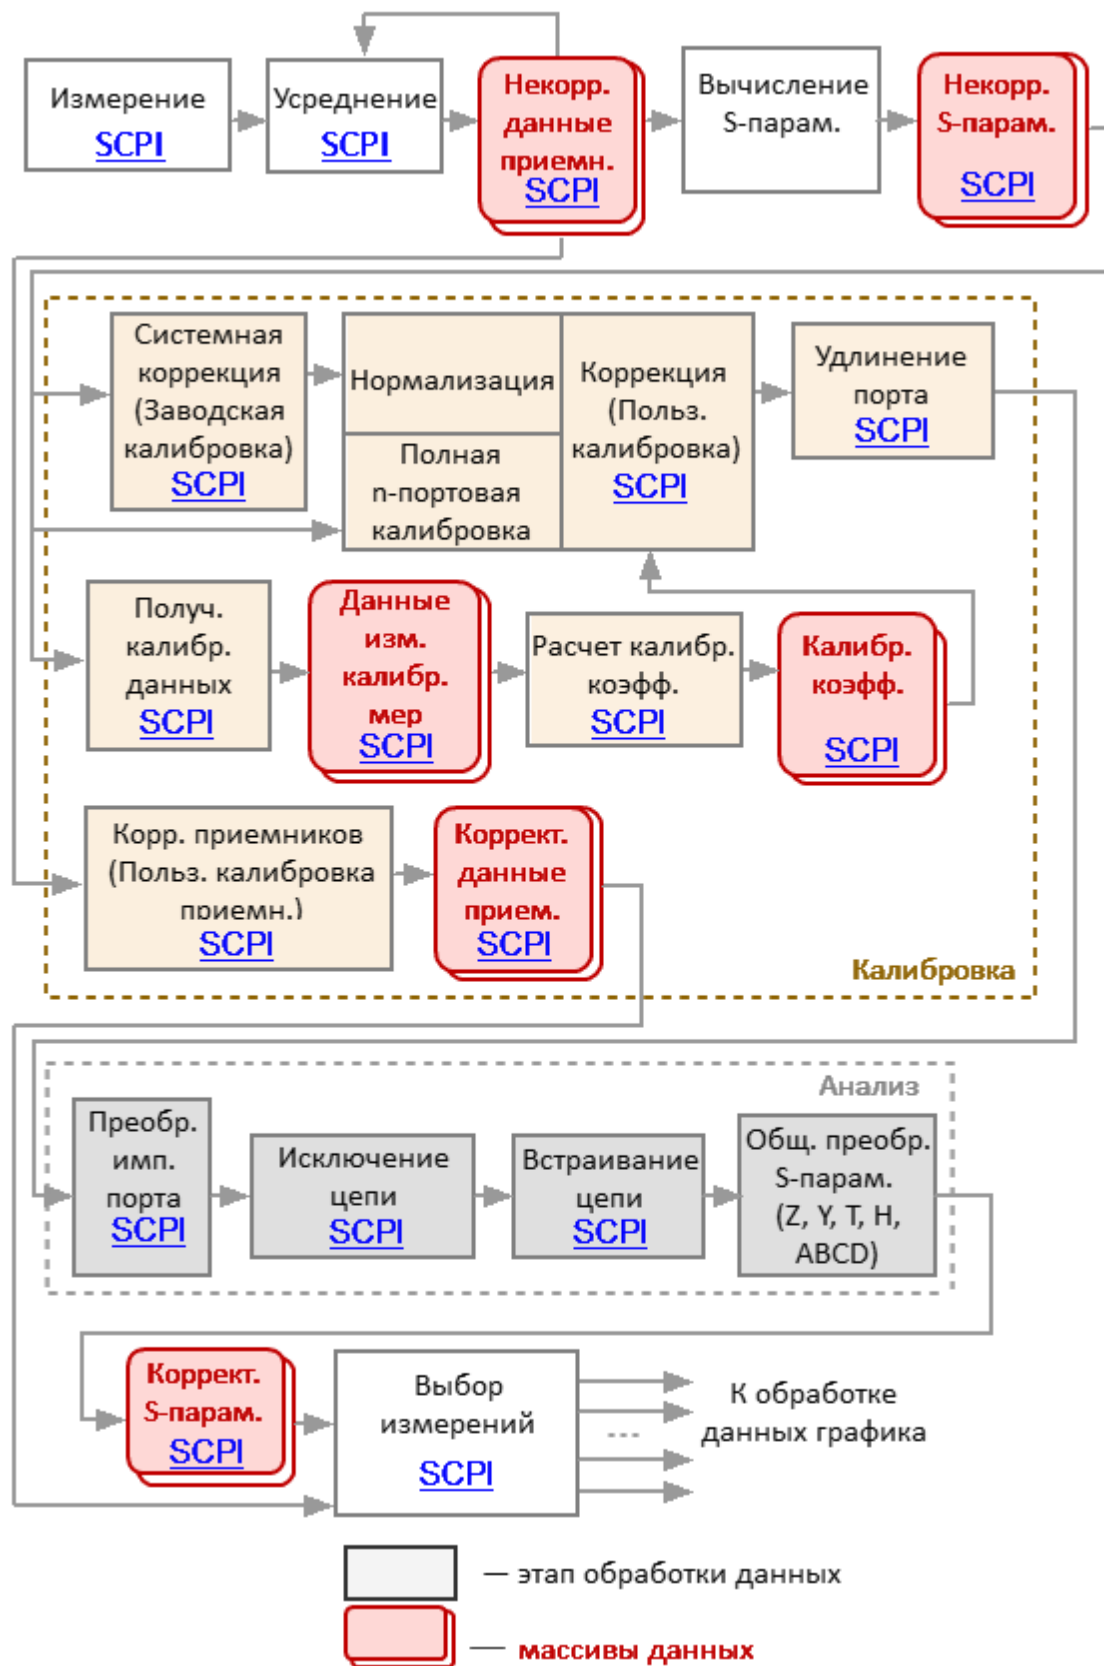 Измерение
SCPI
Усреднение
SCPI
Некорр.
данные
приемн.
SCPI
Вычисление
S-парам.
Некорр.
S-парам.
SCPI
Системная
коррекция
(Заводская
калибровка)
SCPI
Нормализация
Полная
n-портовая
калибровка
Коррекция
(Польз.
калибровка)
SCPI
Удлинение
порта
SCPI
Получ.
калибр.
данных
SCPI
Данные
изм.
калибр.
мер
SCPI
Расчет калибр.
коэфф.
SCPI
Калибр.
коэфф.
SCPI
Корр. приемников
(Польз. калибровка
приемн.)
SCPI
Коррект.
данные
прием.
SCPI
Калибровка
Анализ
Преобр.
имп.
порта
SCPI
Исключение
цепи
SCPI
Встраивание
цепи
SCPI
Общ. преобр.
S-парам.
(Z, Y, T, H,
ABCD)
Коррект.
S-парам.
SCPI
Выбор
измерений
SCPI
К обработке
данных графика
— этап обработки данных
— массивы данных